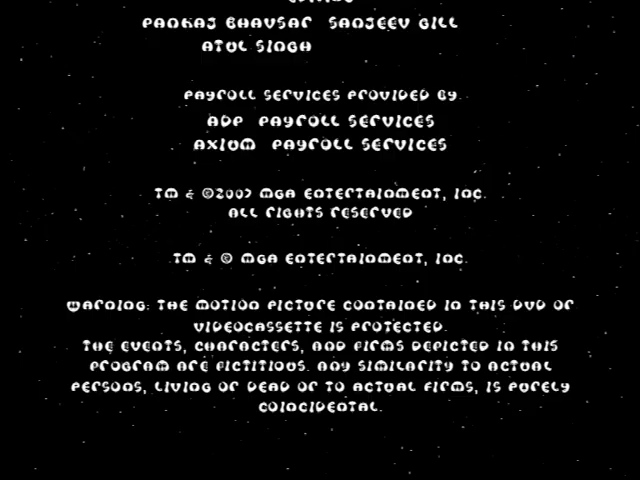 PANKAJ BHAVSAR SANJEEV GILL
ATUL SINGH
PAYROLL SERVICES PROVIDED BY:
ADP PAYROLL SERVICES
AXIUM PAYROLL SERVICES
TM & ©2007 MGA ENTERTAINMENT, INC.
ALL RIGHTS RESERVED
TM & © MGA ENTERTAINMENT, INC.
WARNING: THE MOTION PICTURE CONTAINED IN THIS DVD OR
VIDEOCASSETTE IS PROTECTED.
THE EVENTS, CHARACTERS, AND FIRMS DEPICTED IN THIS
PROGRAM ARE FICTITIOUS. ANY SIMILARITY TO ACTUAL
PERSONS, LIVING OR DEAD OR TO ACTUAL FIRMS, IS PURELY
COINCIDENTAL.